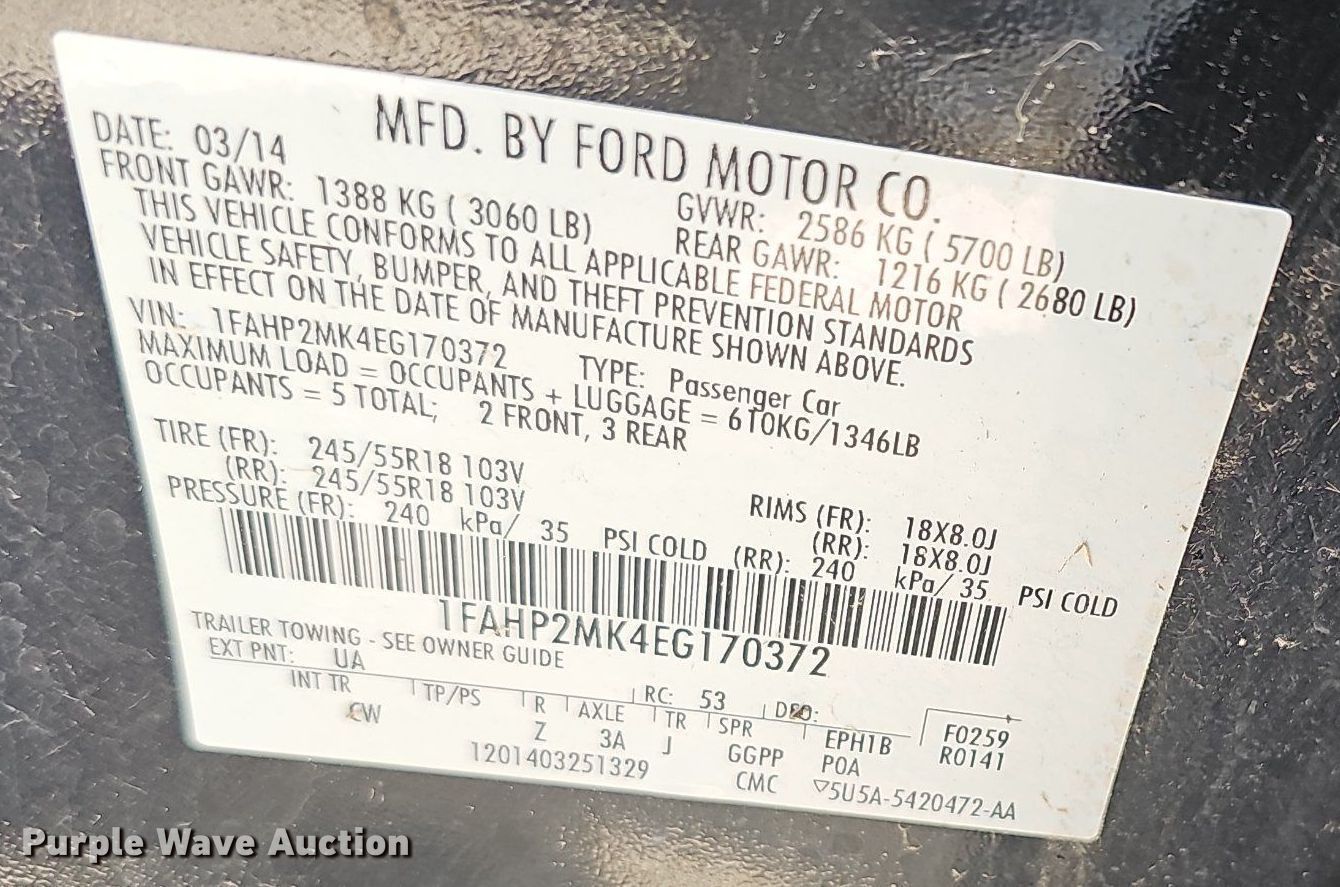 MFD. BY FORD MOTOR CO.
DATE: 03/14
GVWR: 2586 KG ( 5700 LB)
FRONT GAWR: 1388 KG ( 3060 LB)
REAR GAWR: 1216 KG ( 2680 LB)
THIS VEHICLE CONFORMS TO ALL APPLICABLE FEDERAL MOTOR
VEHICLE SAFETY, BUMPER, AND THEFT PREVENTION STANDARDS
IN EFFECT ON THE DATE OF MANUFACTURE SHOWN ABOVE.
VIN: 1FAHP2MK4EG170372 TYPE: Passenger Car
MAXIMUM LOAD = OCCUPANTS + LUGGAGE = 610KG/1346LB
OCCUPANTS = 5 TOTAL; 2 FRONT, 3 REAR
TIRE (FR): 245/55R18 103V RIMS (FR): 18X8.0J
(RR): 245/55R18 103V (RR): 18X8.0J
PRESSURE (FR): 240 kPa/ 35 PSI COLD (RR): 240 kPa/ 35 PSI COLD
1FAHP2MK4EG170372
TRAILER TOWING - SEE OWNER GUIDE
EXT PNT: UA RC: 53 DSO:
INT TR TP/PS R AXLE TR SPR EPH1B F0259
CW Z 3A J GGPP POA R0141
1201403251329 CMC ▽5U5A-5420472-AA
Purple Wave Auction